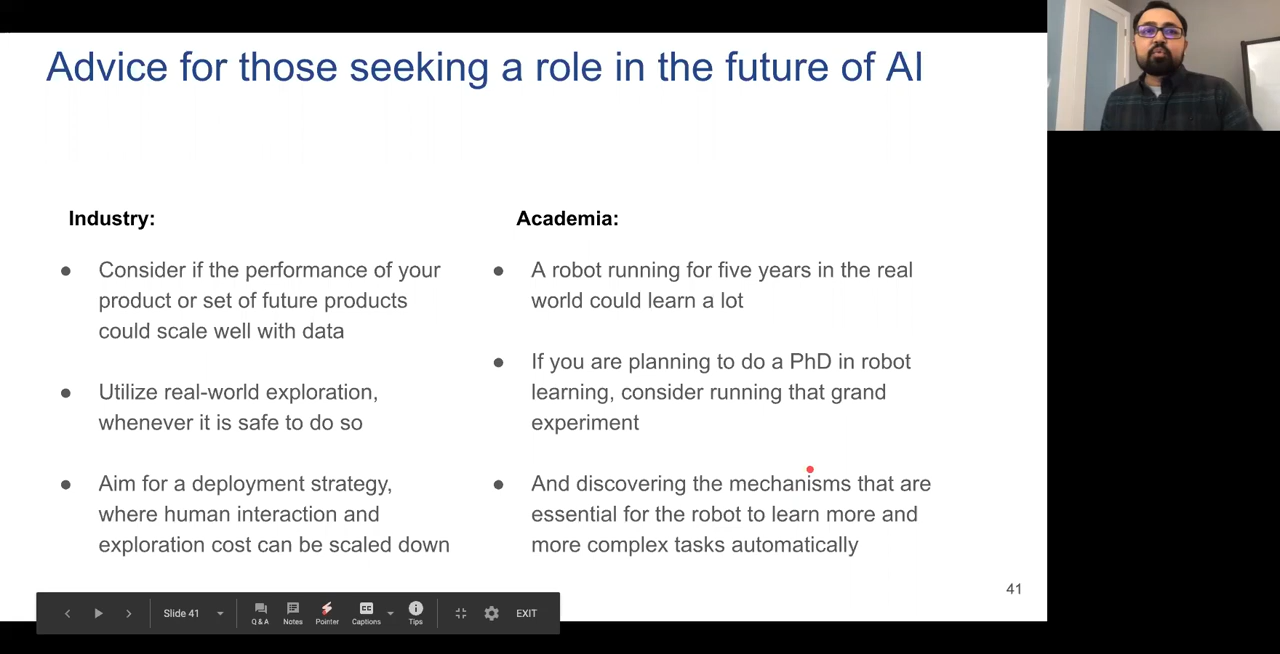 Advice for those seeking a role in the future of AI
Industry:
● Consider if the performance of your
product or set of future products
could scale well with data
● Utilize real-world exploration,
whenever it is safe to do so
● Aim for a deployment strategy,
where human interaction and
exploration cost can be scaled down
Academia:
● A robot running for five years in the real
world could learn a lot
● If you are planning to do a PhD in robot
learning, consider running that grand
experiment
● And discovering the mechanisms that are
essential for the robot to learn more and
more complex tasks automatically
41
Slide 41
Q & A
Notes
Pointer
CC
Captions
Tips
EXIT